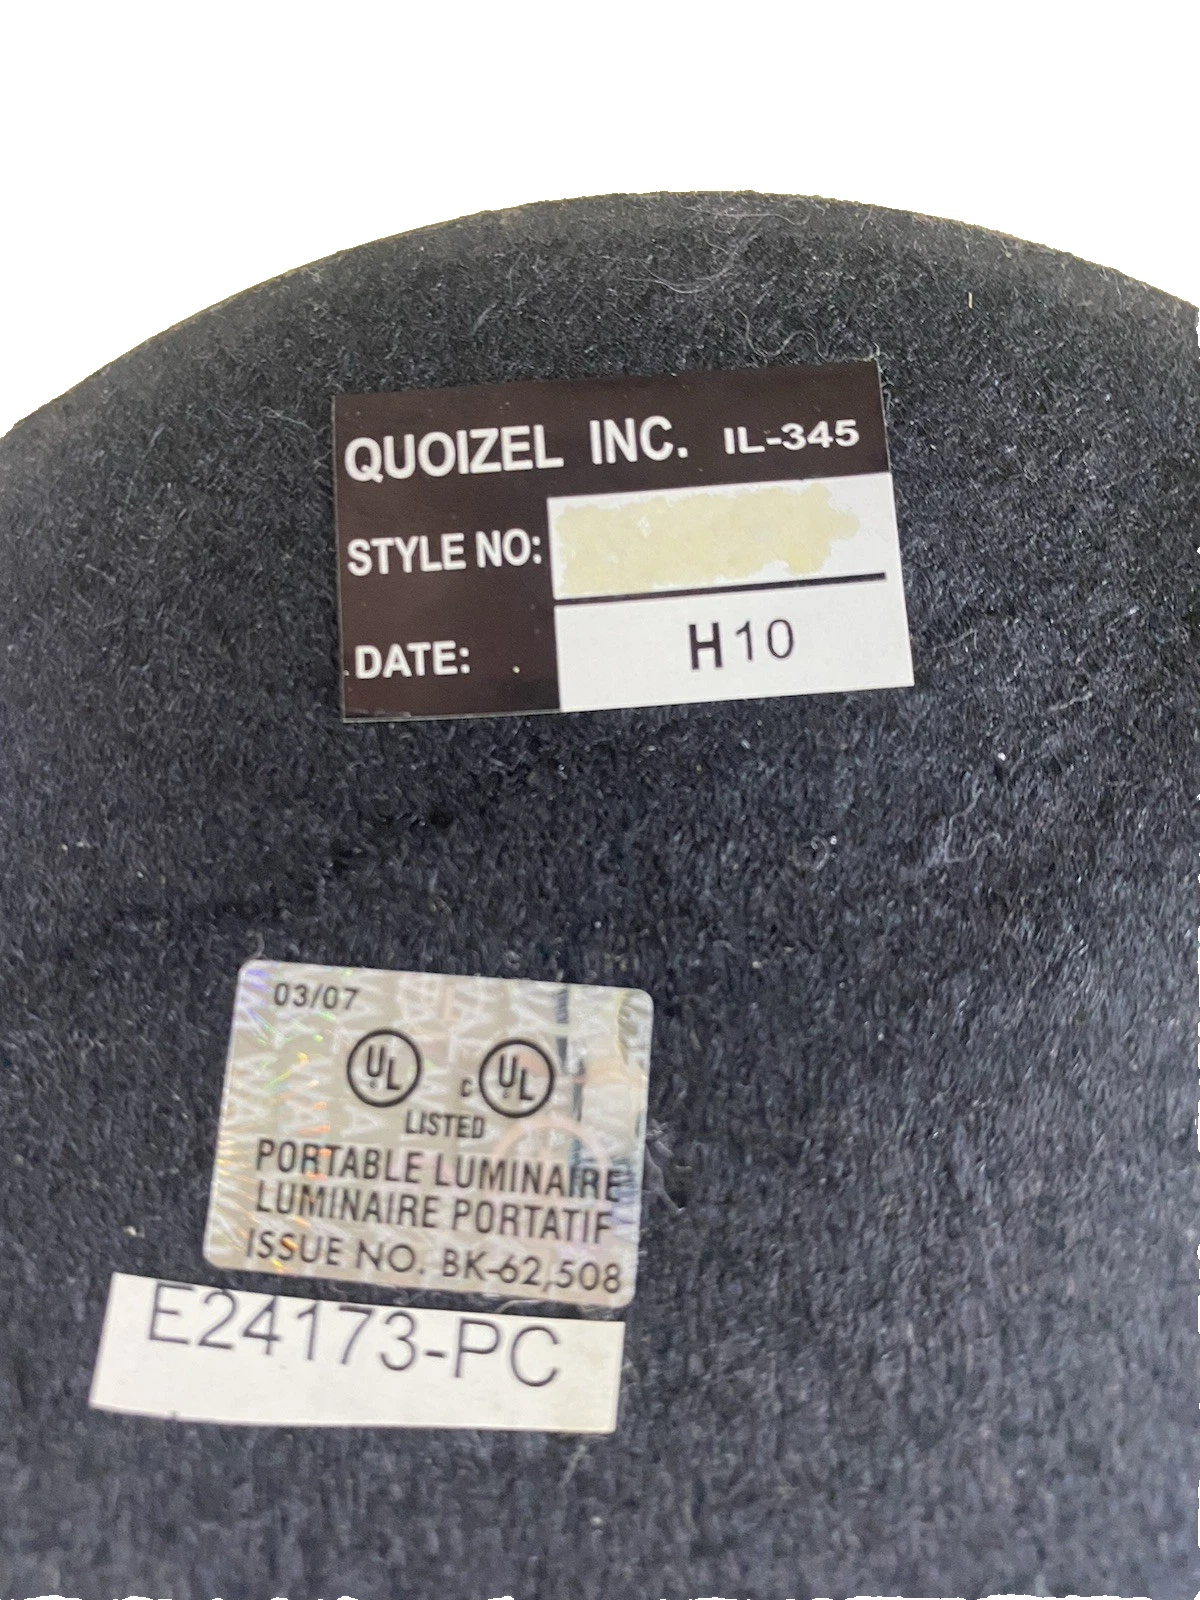 QUOIZEL INC. IL-345
STYLE NO:
DATE: H10
03/07
UL c UL
LISTED
PORTABLE LUMINAIRE
LUMINAIRE PORTATIF
ISSUE NO. BK-62,508
E24173-PC